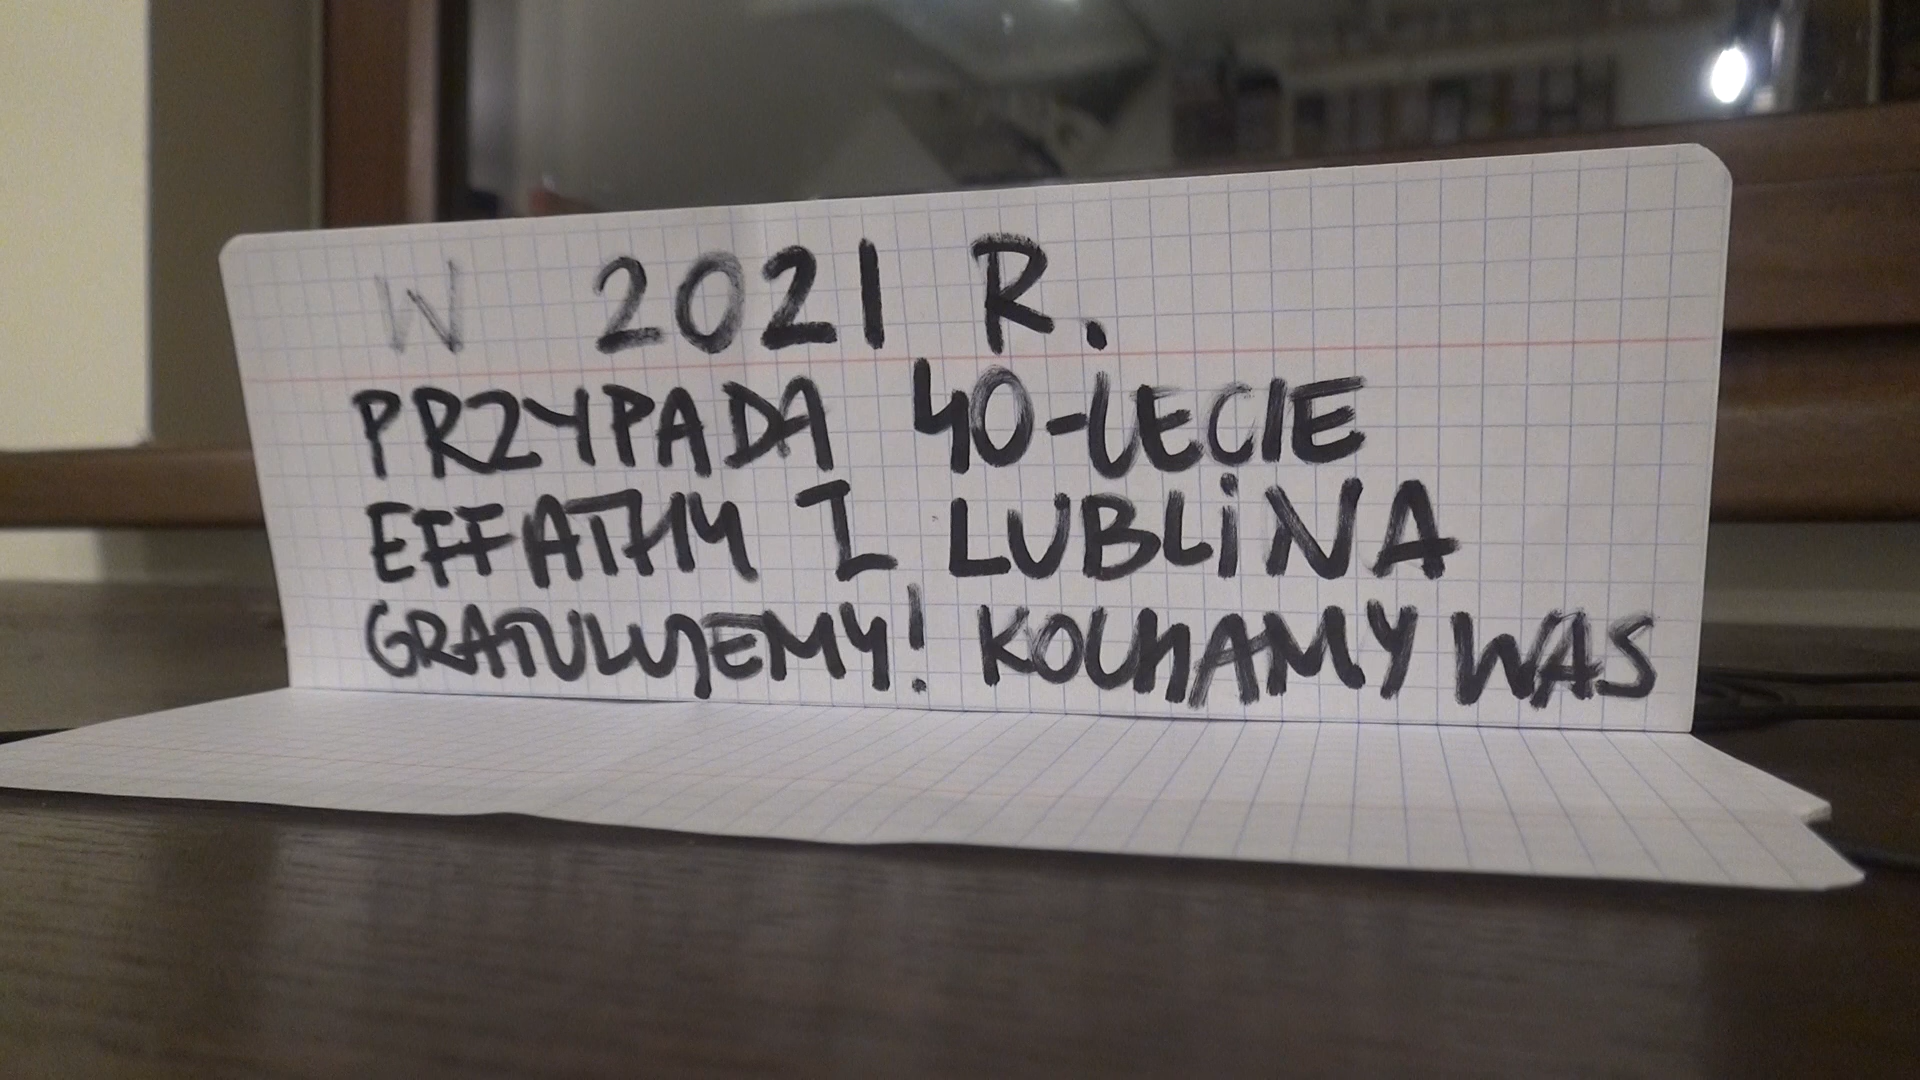 W 2021 R.
PRZYPADA 40-LECIE
EFFATHY Z LUBLINA
GRATULUJEMY! KOCHAMY WAS